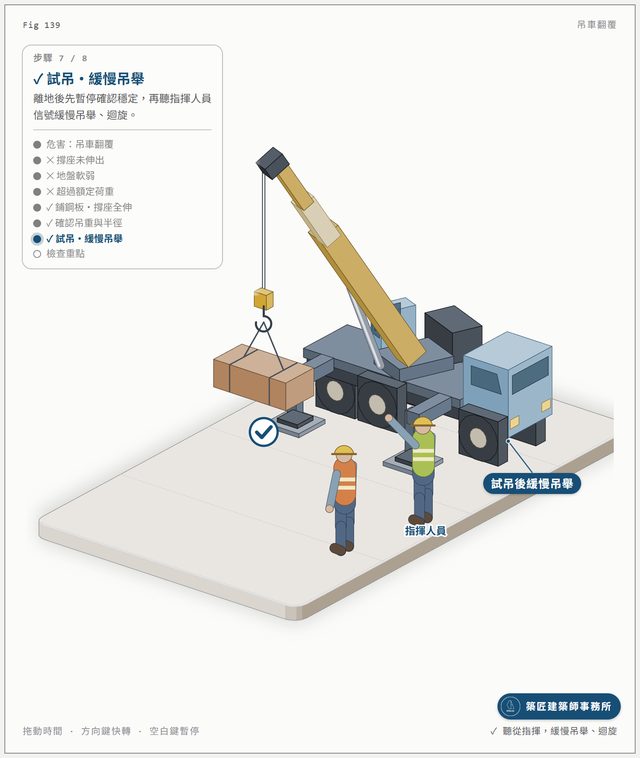 Fig 139
吊車翻覆
步驟 7 / 8
✓ 試吊・緩慢吊舉
離地後先暫停確認穩定，再聽指揮人員
信號緩慢吊舉、迴旋。
危害：吊車翻覆
✕ 撐座未伸出
✕ 地盤軟弱
✕ 超過額定荷重
✓ 鋪鋼板・撐座全伸
✓ 確認吊重與半徑
✓ 試吊・緩慢吊舉
檢查重點
試吊後緩慢吊舉
指揮人員
築匠建築師事務所
拖動時間 · 方向鍵快轉 · 空白鍵暫停
✓ 聽從指揮，緩慢吊舉、迴旋